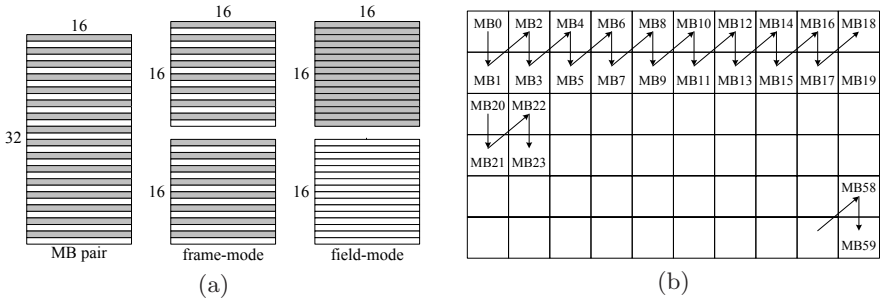 16
16
16
32
16
16
16
16
MB pair
frame-mode
field-mode
(a)
MB0 MB2 MB4 MB6 MB8 MB10 MB12 MB14 MB16 MB18
MB1 MB3 MB5 MB7 MB9 MB11 MB13 MB15 MB17 MB19
MB20 MB22
MB21 MB23
MB58
MB59
(b)